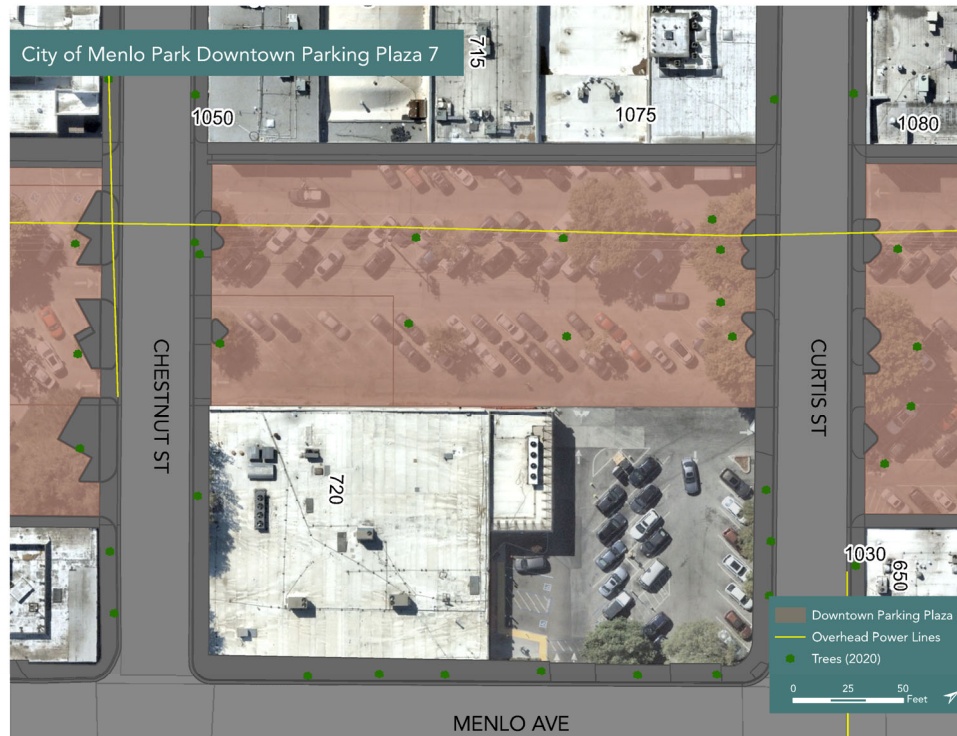 City of Menlo Park Downtown Parking Plaza 7
715
1050
1075
1080
CHESTNUT ST
CURTIS ST
720
1030
650
Downtown Parking Plaza
Overhead Power Lines
Trees (2020)
0 25 50
Feet
MENLO AVE